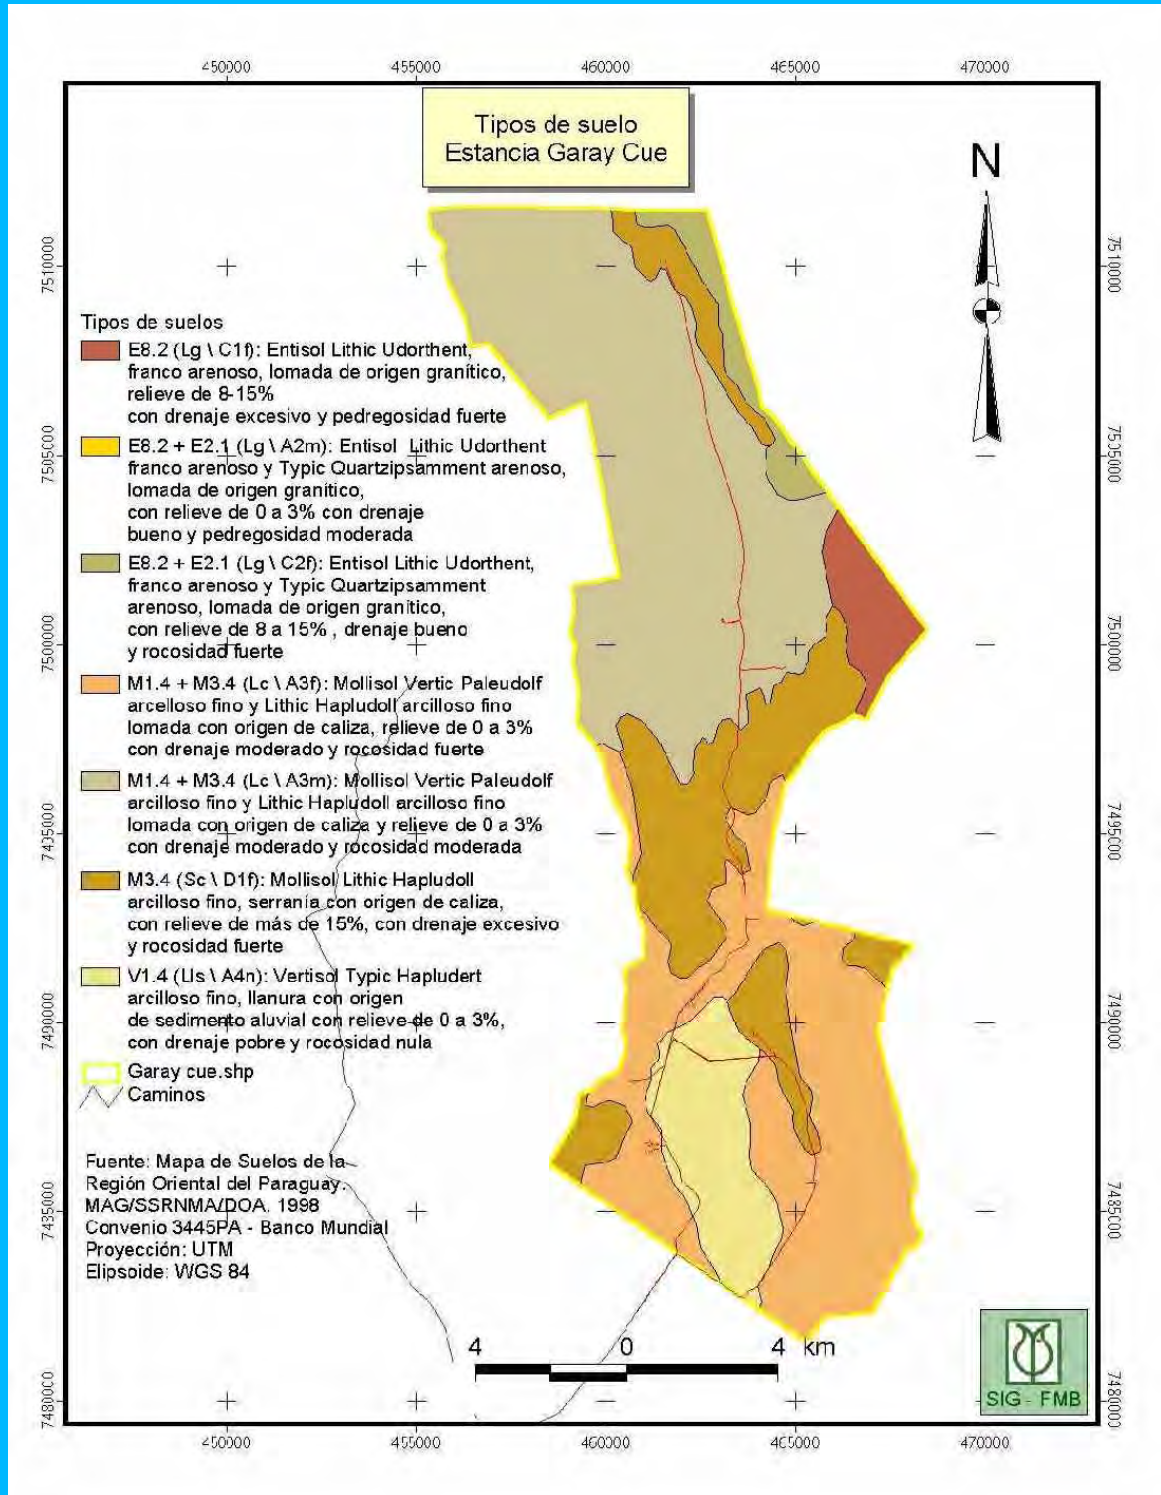 450000 455000 460000 465000 470000
Tipos de suelo
Estancia Garay Cue
N
7510000 7510000
Tipos de suelos
E8.2 (Lg \ C1f): Entisol Lithic Udorthent,
franco arenoso, lomada de origen granítico,
relieve de 8-15%
con drenaje excesivo y pedregosidad fuerte
E8.2 + E2.1 (Lg \ A2m): Entisol Lithic Udorthent
franco arenoso y Typic Quartzipsamment arenoso,
lomada de origen granítico,
con relieve de 0 a 3% con drenaje
bueno y pedregosidad moderada
7505000 7505000
E8.2 + E2.1 (Lg \ C2f): Entisol Lithic Udorthent,
franco arenoso y Typic Quartzipsamment
arenoso, lomada de origen granítico,
con relieve de 8 a 15% , drenaje bueno
y rocosidad fuerte
7500000 7500000
M1.4 + M3.4 (Lc \ A3f): Mollisol Vertic Paleudolf
arcelloso fino y Lithic Hapludoll arcilloso fino
lomada con origen de caliza, relieve de 0 a 3%
con drenaje moderado y rocosidad fuerte
M1.4 + M3.4 (Lc \ A3m): Mollisol Vertic Paleudolf
arcilloso fino y Lithic Hapludoll arcilloso fino
lomada con origen de caliza y relieve de 0 a 3%
con drenaje moderado y rocosidad moderada
7495000 7495000
M3.4 (Sc \ D1f): Mollisol Lithic Hapludoll
arcilloso fino, serranía con origen de caliza,
con relieve de más de 15%, con drenaje excesivo
y rocosidad fuerte
V1.4 (Lls \ A4n): Vertisol Typic Hapludert
arcilloso fino, llanura con origen
de sedimento aluvial con relieve de 0 a 3%,
con drenaje pobre y rocosidad nula
7490000 7490000
Garay cue.shp
Caminos
Fuente: Mapa de Suelos de la
Región Oriental del Paraguay.
MAG/SSRNMA/DOA. 1998
Convenio 3445PA - Banco Mundial
Proyección: UTM
Elipsoide: WGS 84
7485000 7485000
4 0 4 km
SIG - FMB
7480000 7480000
450000 455000 460000 465000 470000